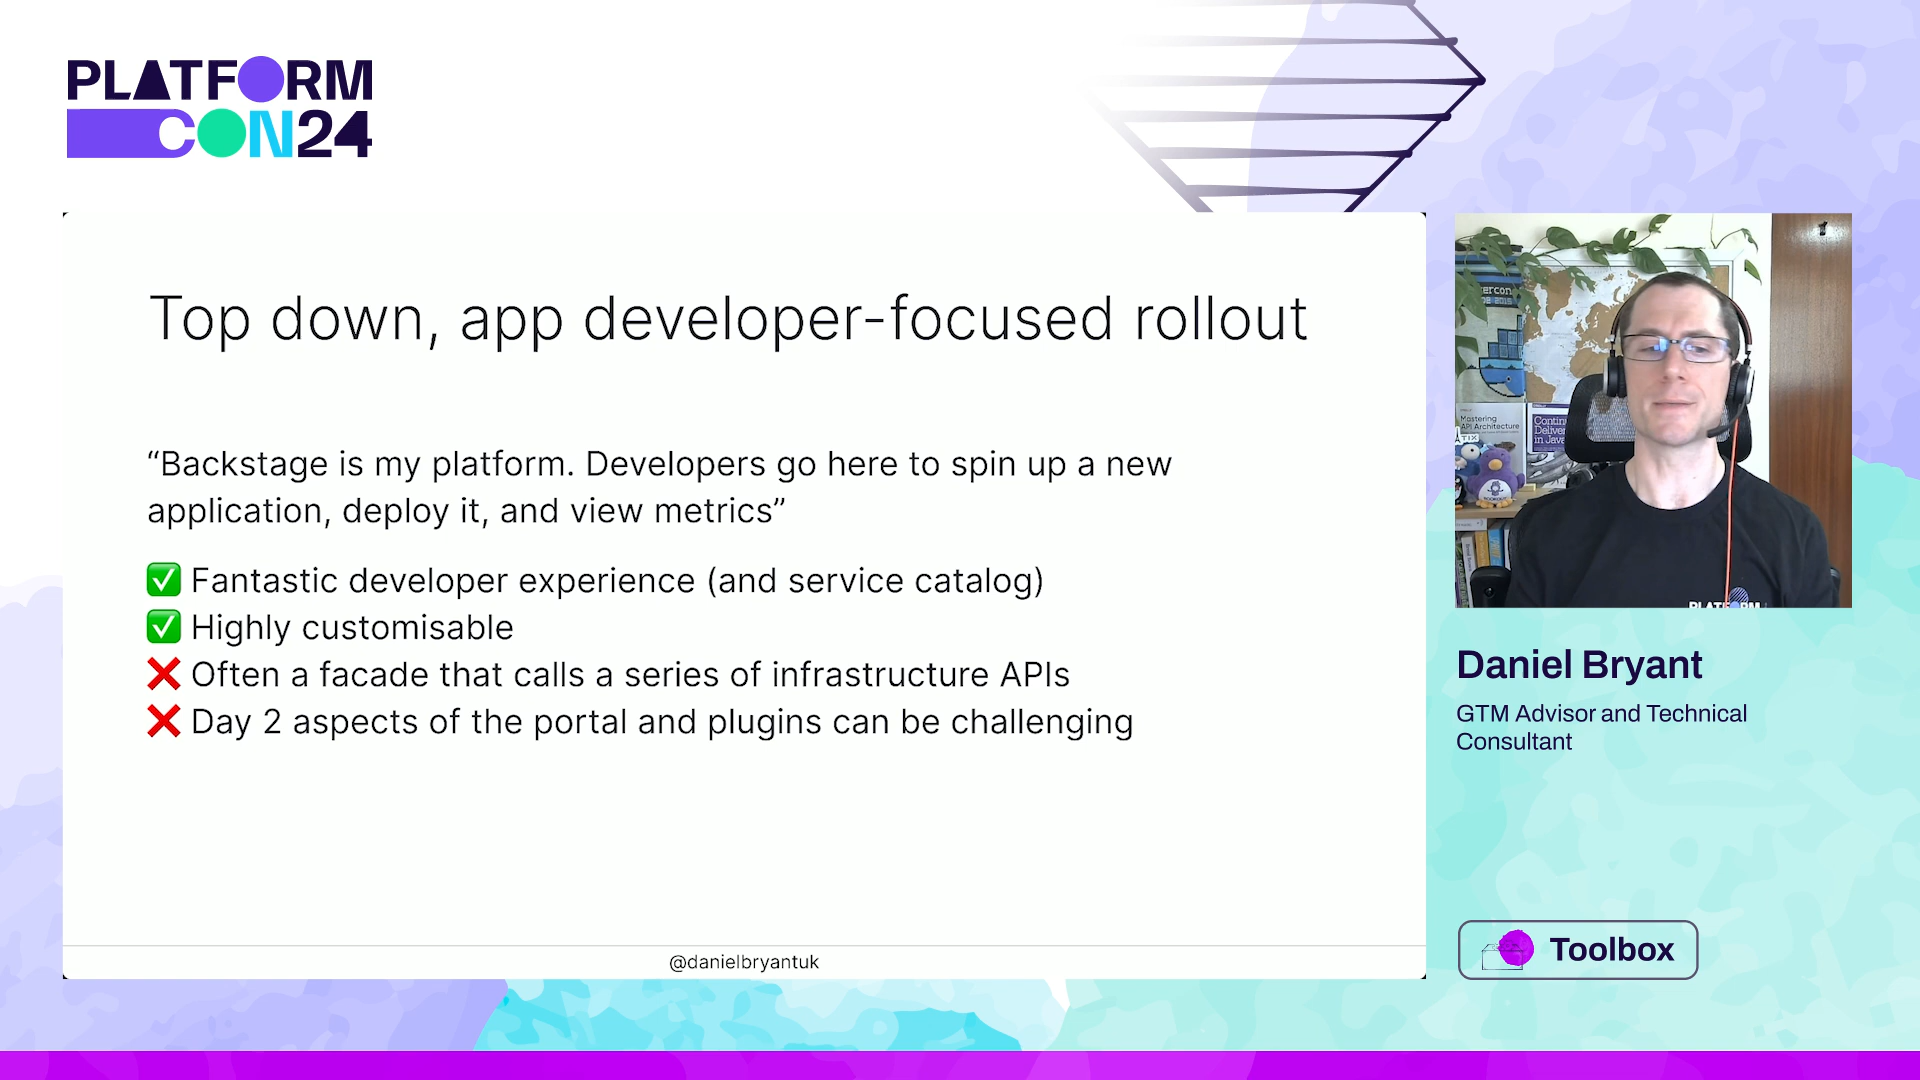 PLATFORM
CON24
Top down, app developer-focused rollout
“Backstage is my platform. Developers go here to spin up a new
application, deploy it, and view metrics”
✅ Fantastic developer experience (and service catalog)
✅ Highly customisable
❌ Often a facade that calls a series of infrastructure APIs
❌ Day 2 aspects of the portal and plugins can be challenging
@danielbryantuk
Mastering
API Architecture
Daniel Bryant
GTM Advisor and Technical
Consultant
Toolbox